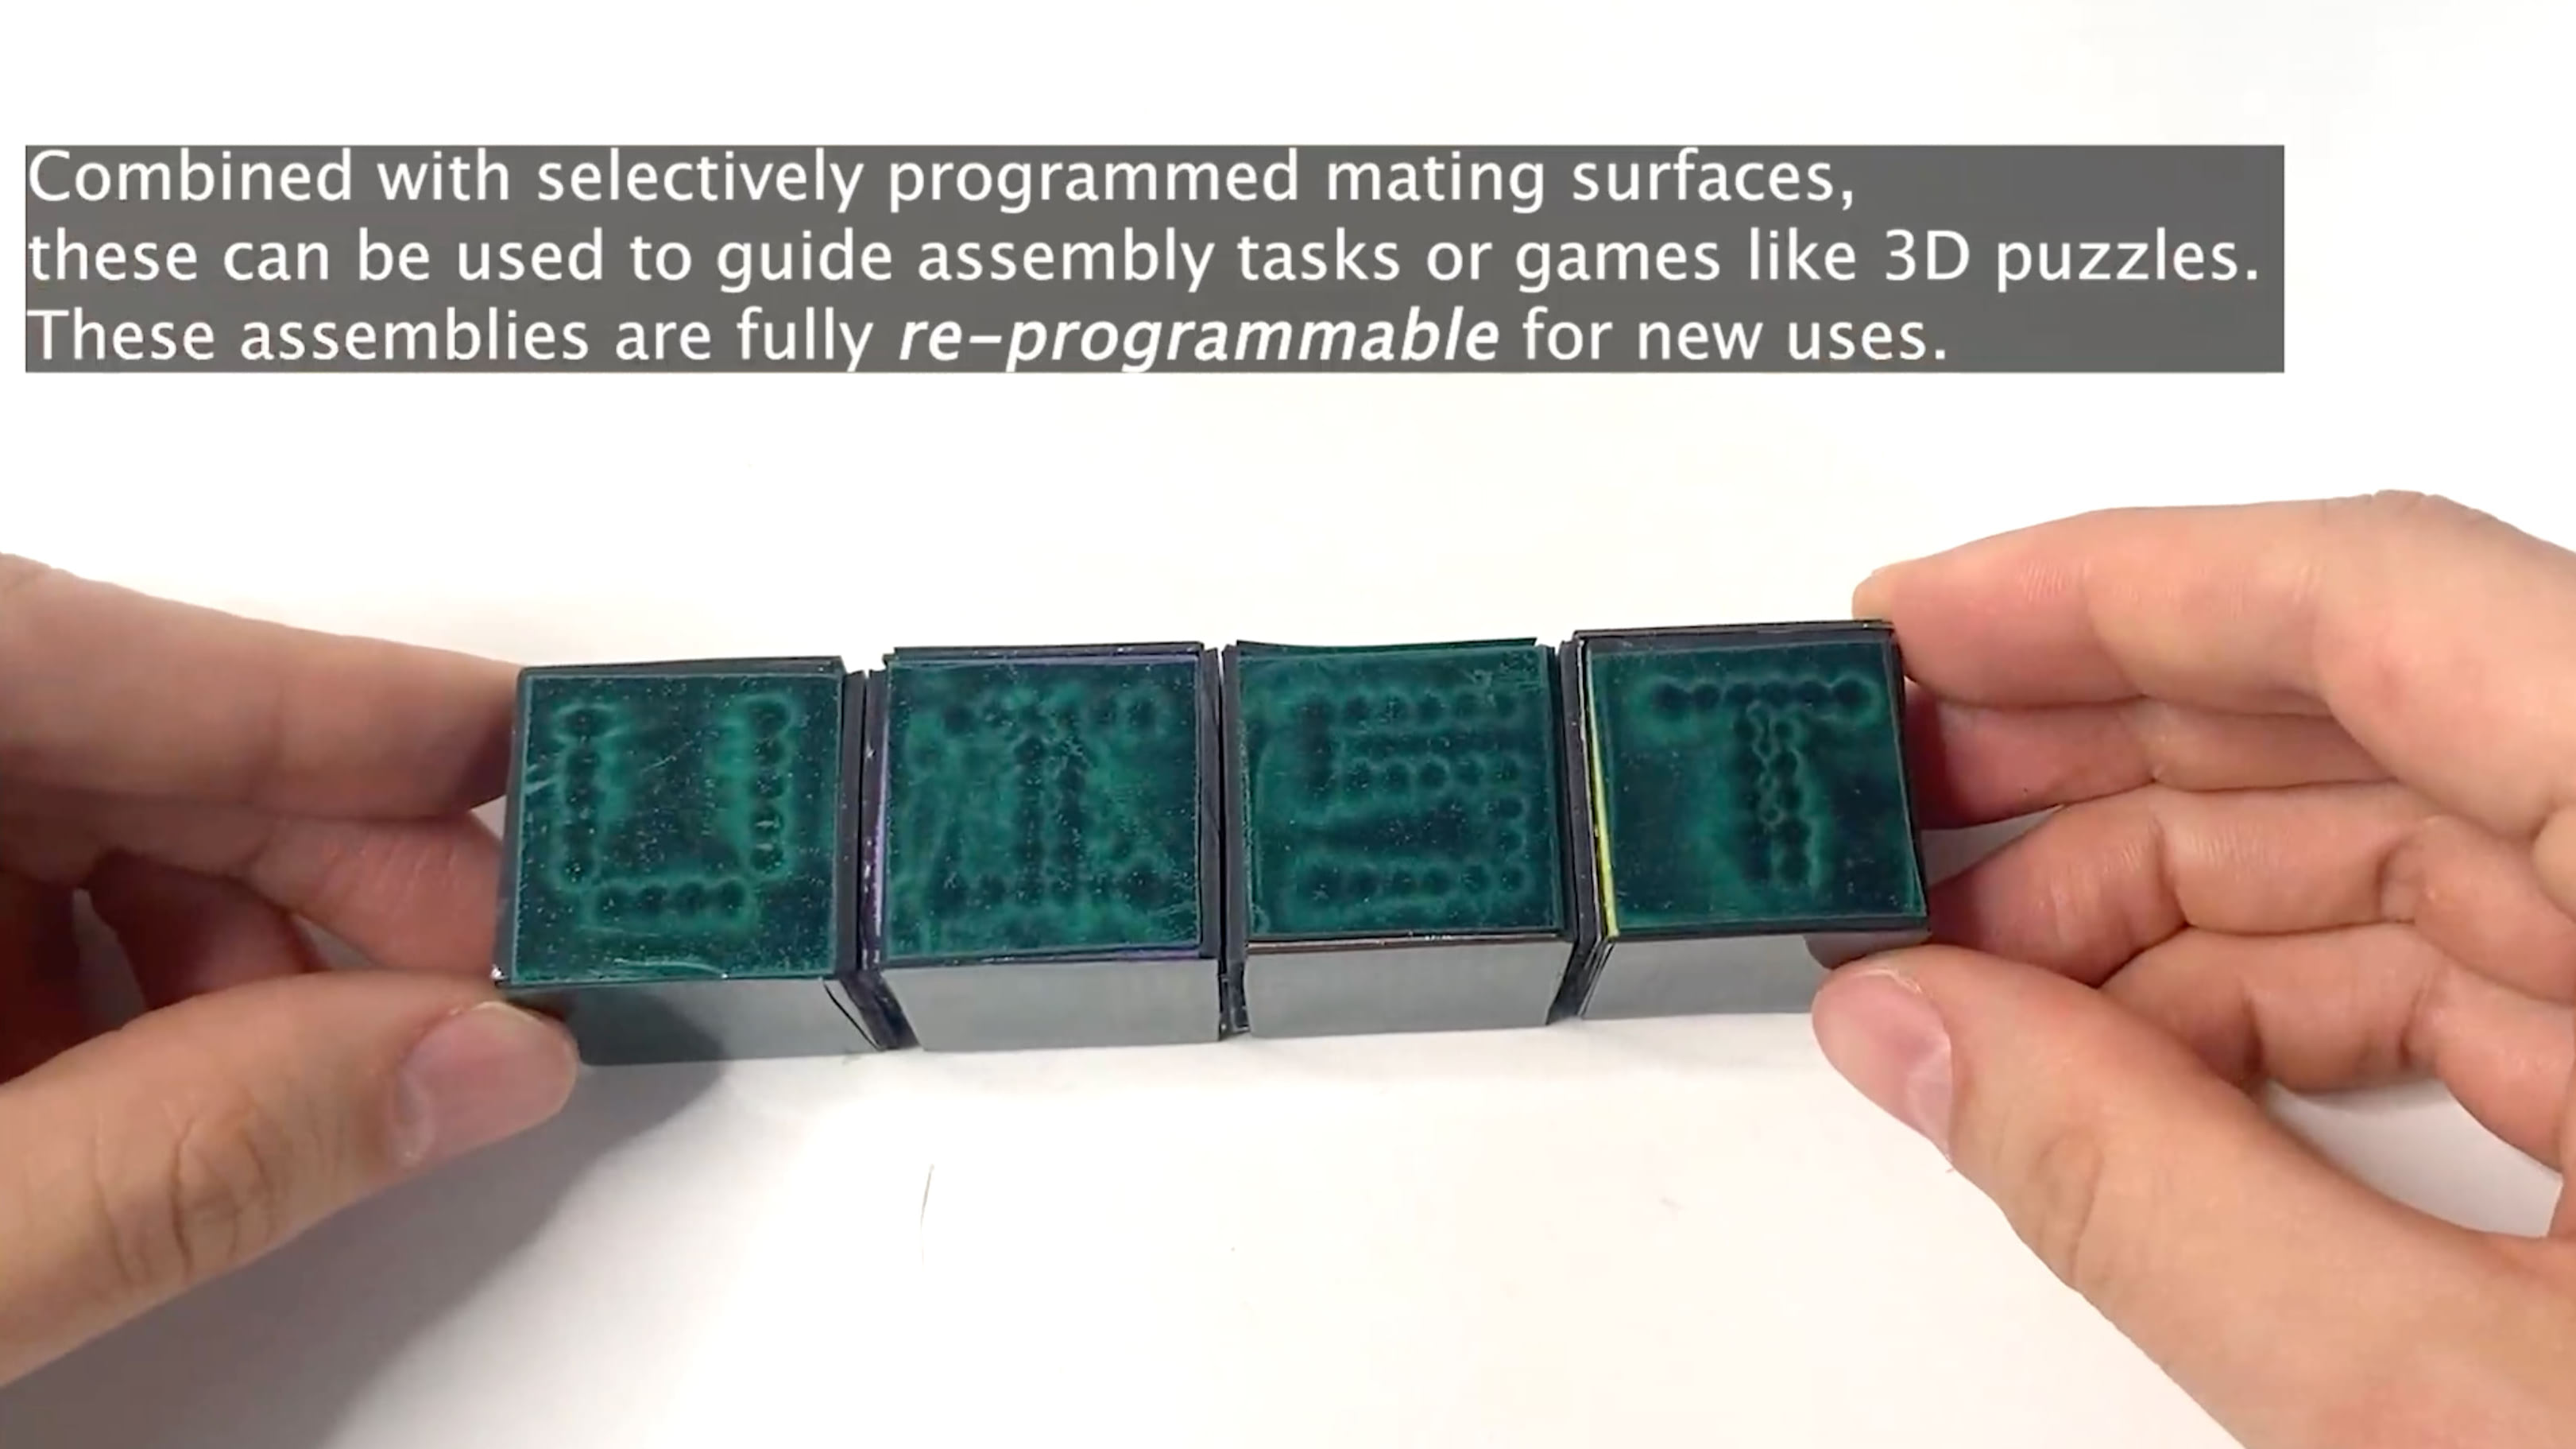 Combined with selectively programmed mating surfaces,
these can be used to guide assembly tasks or games like 3D puzzles.
These assemblies are fully re-programmable for new uses.
U I S T